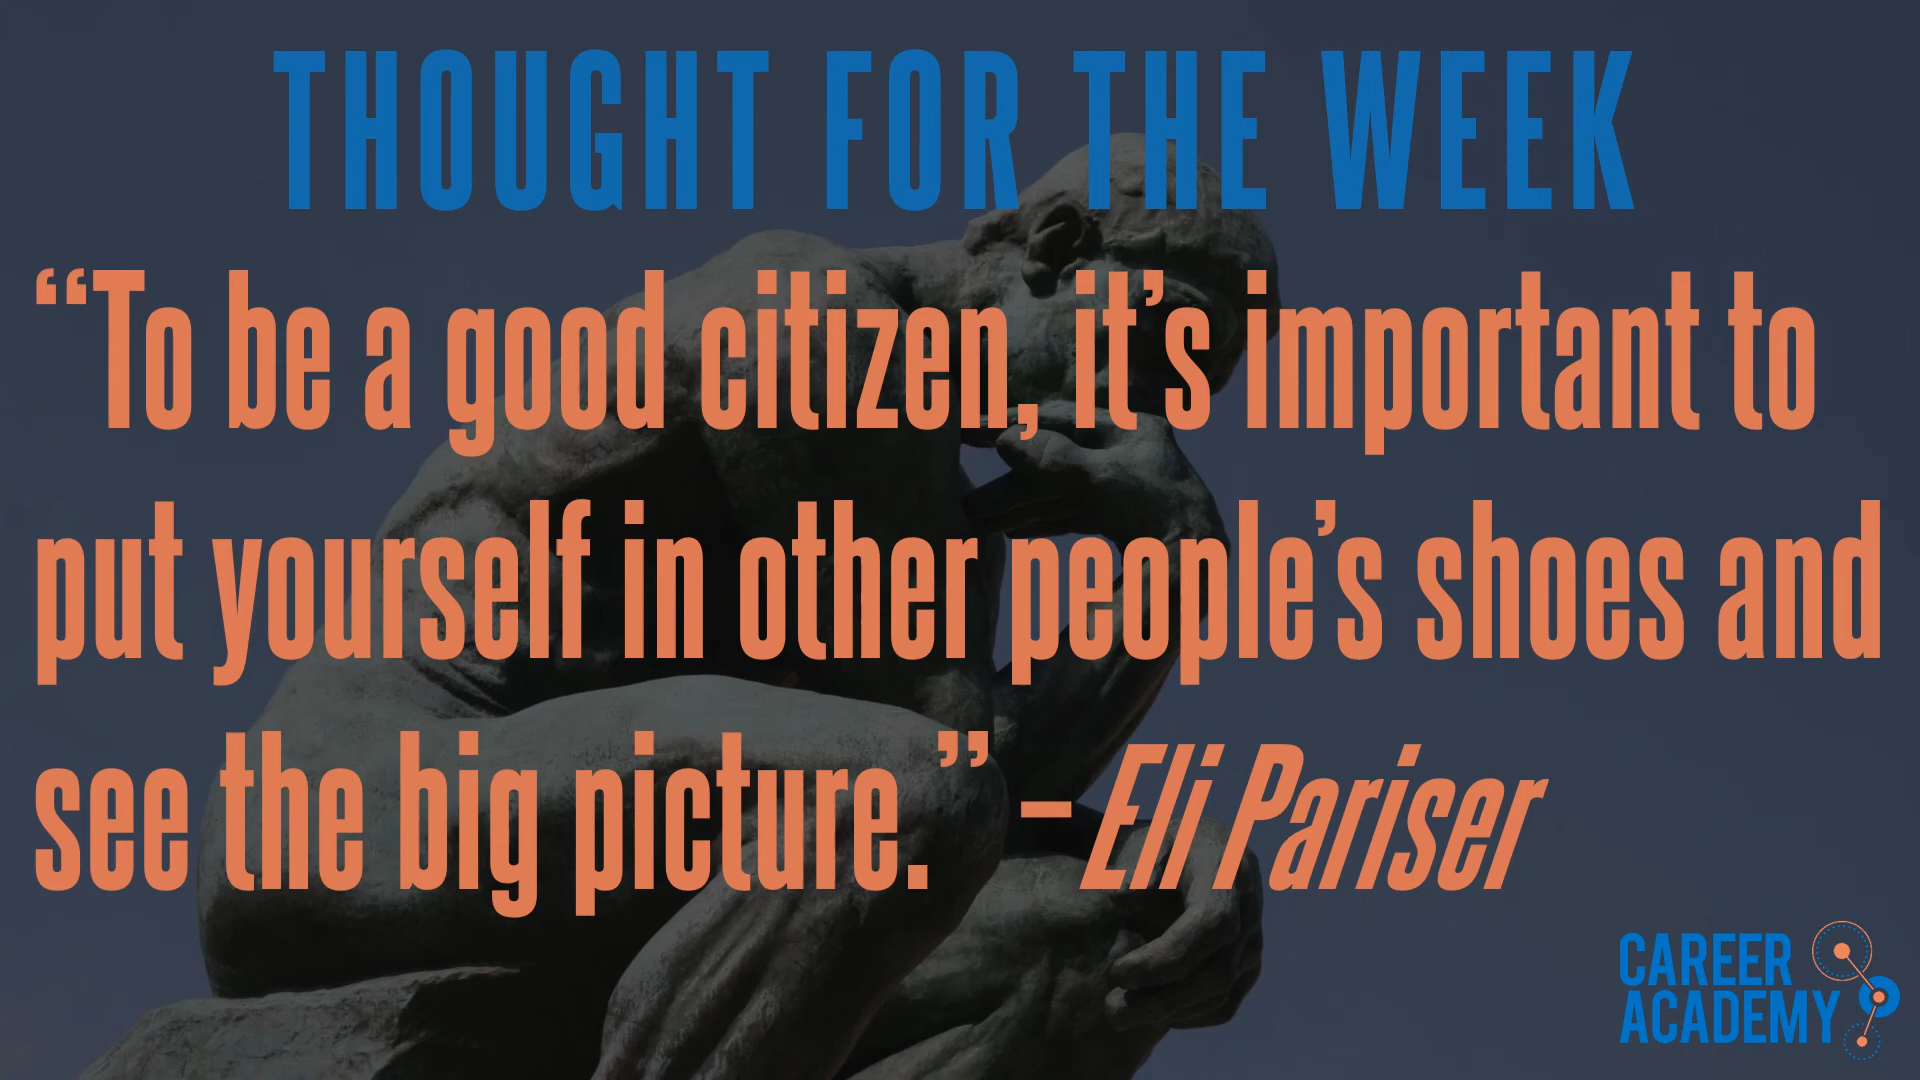 THOUGHT FOR THE WEEK
“To be a good citizen, it’s important to
put yourself in other people’s shoes and
see the big picture.” – Eli Pariser
CAREER
ACADEMY